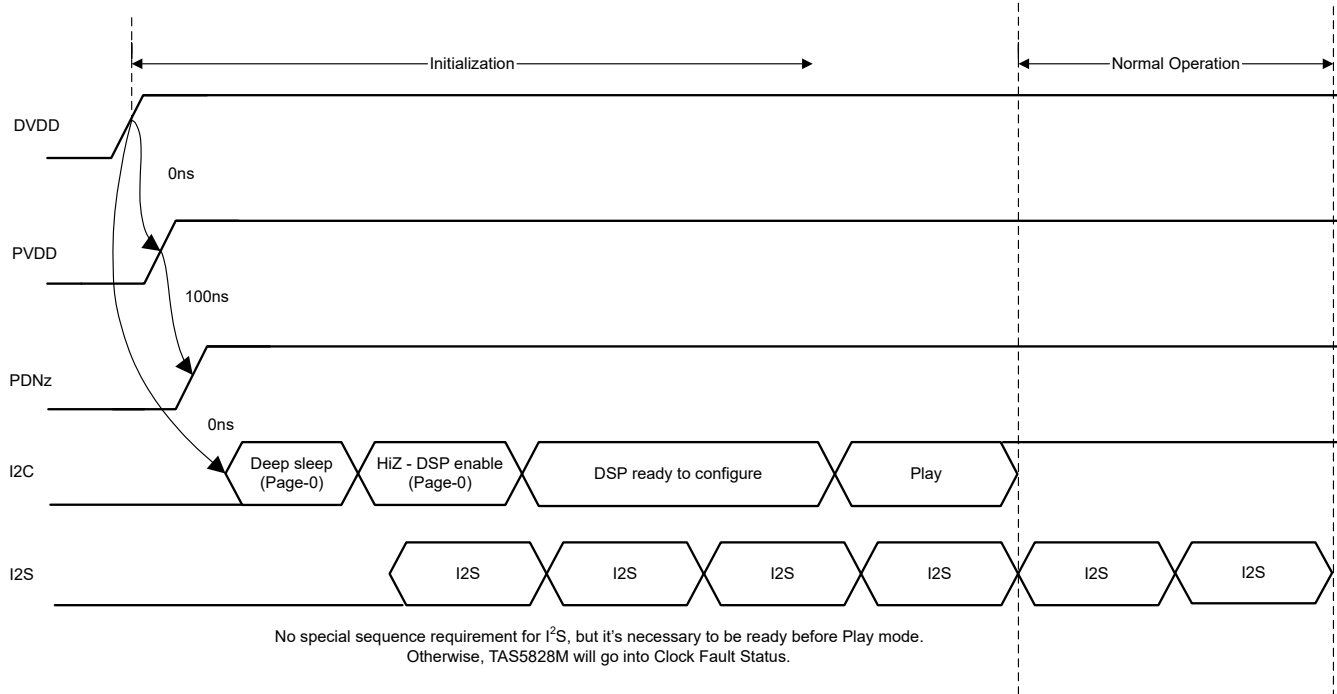 Initialization
Normal Operation
DVDD
0ns
PVDD
100ns
PDNz
0ns
I2C
Deep sleep
(Page-0)
HiZ - DSP enable
(Page-0)
DSP ready to configure
Play
I2S
I2S
I2S
I2S
I2S
I2S
I2S
No special sequence requirement for I²S, but it's necessary to be ready before Play mode.
Otherwise, TAS5828M will go into Clock Fault Status.